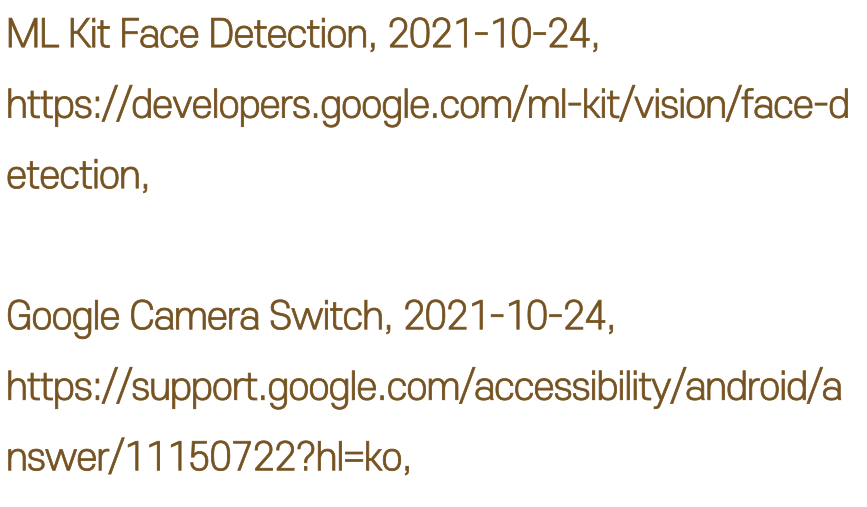 ML Kit Face Detection, 2021-10-24,
https://developers.google.com/ml-kit/vision/face-d
etection,
Google Camera Switch, 2021-10-24,
https://support.google.com/accessibility/android/a
nswer/11150722?hl=ko,